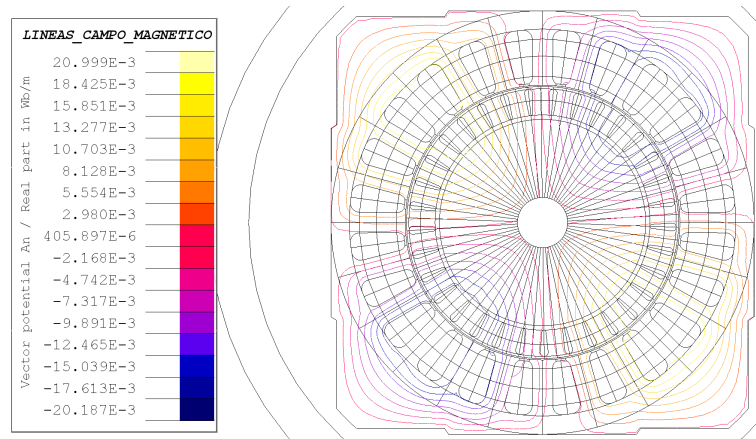 LINEAS_CAMPO_MAGNETICO
Vector potential An / Real part in Wb/m
20.999E-3
18.425E-3
15.851E-3
13.277E-3
10.703E-3
8.128E-3
5.554E-3
2.980E-3
405.897E-6
-2.168E-3
-4.742E-3
-7.317E-3
-9.891E-3
-12.465E-3
-15.039E-3
-17.613E-3
-20.187E-3